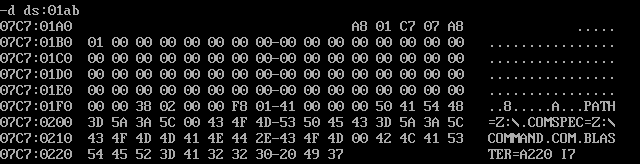 -d ds:01ab
07C7:01A0                                   A8 01 C7 07 A8              .....
07C7:01B0  01 00 00 00 00 00 00 00-00 00 00 00 00 00 00 00   ................
07C7:01C0  00 00 00 00 00 00 00 00-00 00 00 00 00 00 00 00   ................
07C7:01D0  00 00 00 00 00 00 00 00-00 00 00 00 00 00 00 00   ................
07C7:01E0  00 00 00 00 00 00 00 00-00 00 00 00 00 00 00 00   ................
07C7:01F0  00 00 38 02 00 00 F8 01-41 00 00 00 50 41 54 48   ..8.....A...PATH
07C7:0200  3D 5A 3A 5C 00 43 4F 4D-53 50 45 43 3D 5A 3A 5C   =Z:\.COMSPEC=Z:\
07C7:0210  43 4F 4D 4D 41 4E 44 2E-43 4F 4D 00 42 4C 41 53   COMMAND.COM.BLAS
07C7:0220  54 45 52 3D 41 32 32 30-20 49 37                  TER=A220 I7